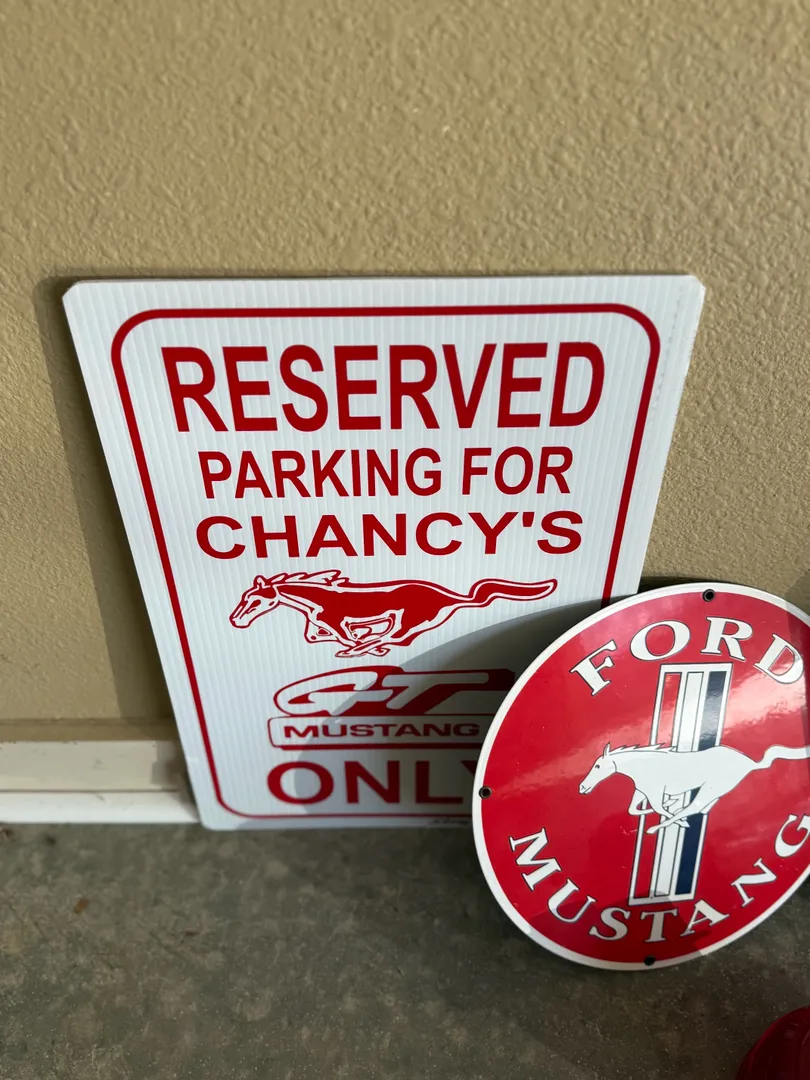 RESERVED
PARKING FOR
CHANCY'S
GT
MUSTANG
ONLY
FORD
MUSTANG